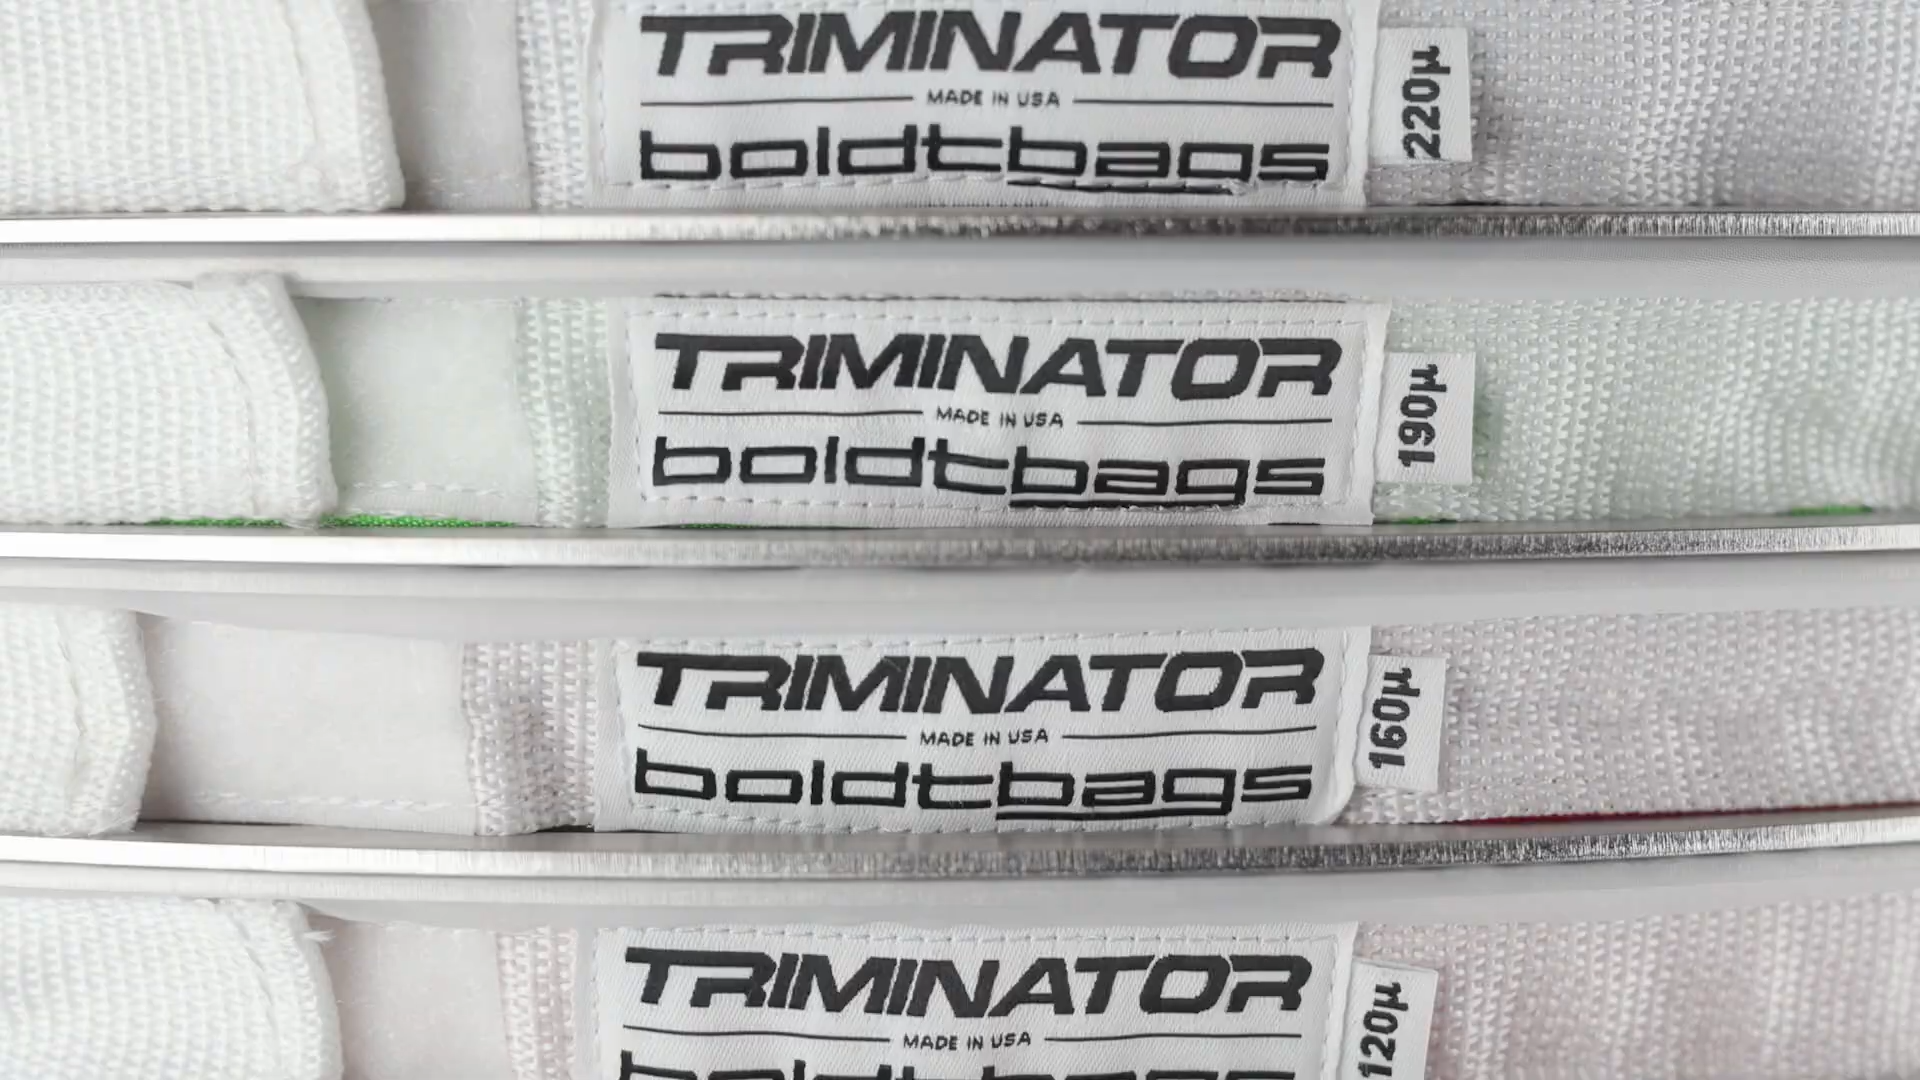 TRIMINATOR
MADE IN USA
boldtbags
220µ
TRIMINATOR
MADE IN USA
boldtbags
190µ
TRIMINATOR
MADE IN USA
boldtbags
160µ
TRIMINATOR
MADE IN USA
boldtbags
120µ